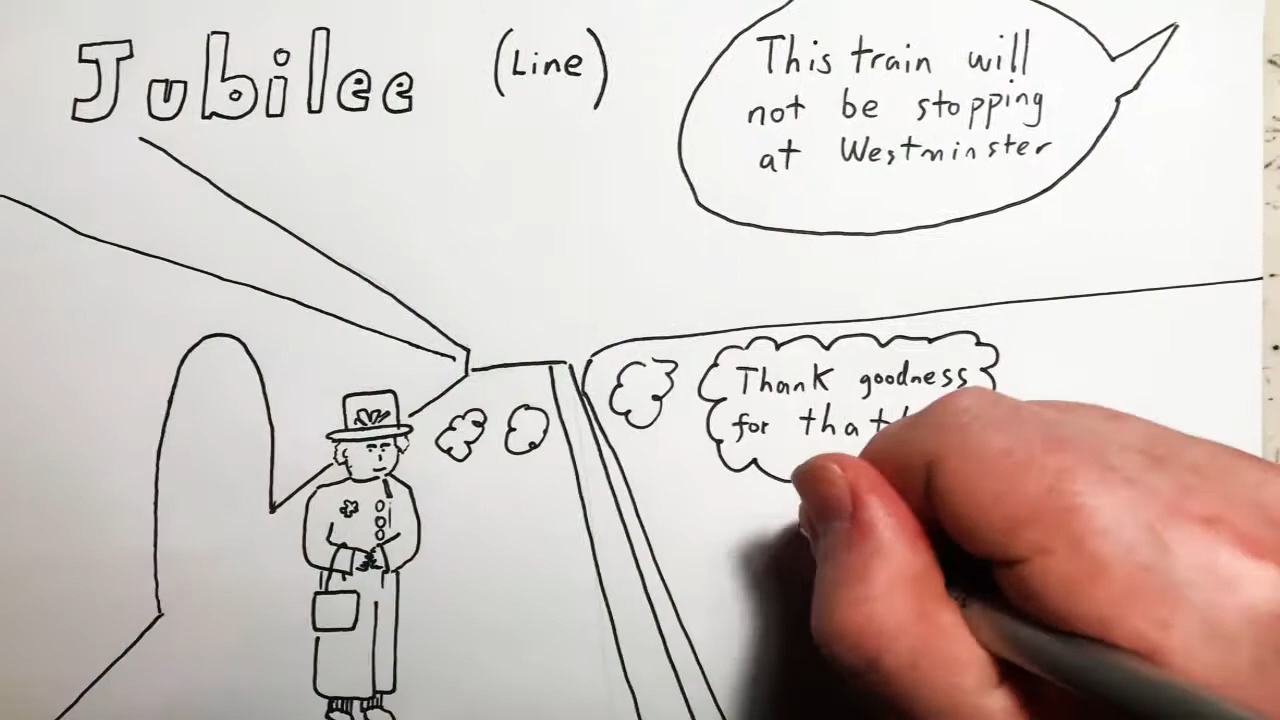 Jubilee (Line)
This train will
not be stopping
at Westminster
Thank goodness
for that